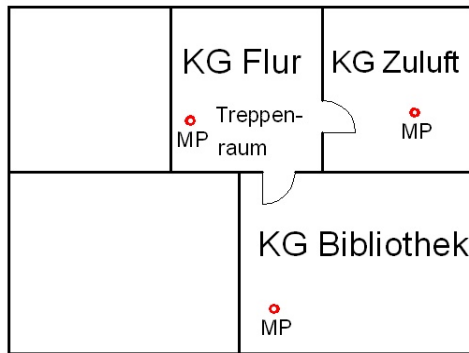 KG Flur
KG Zuluft
Treppen-
MP
raum
MP
KG Bibliothek
MP